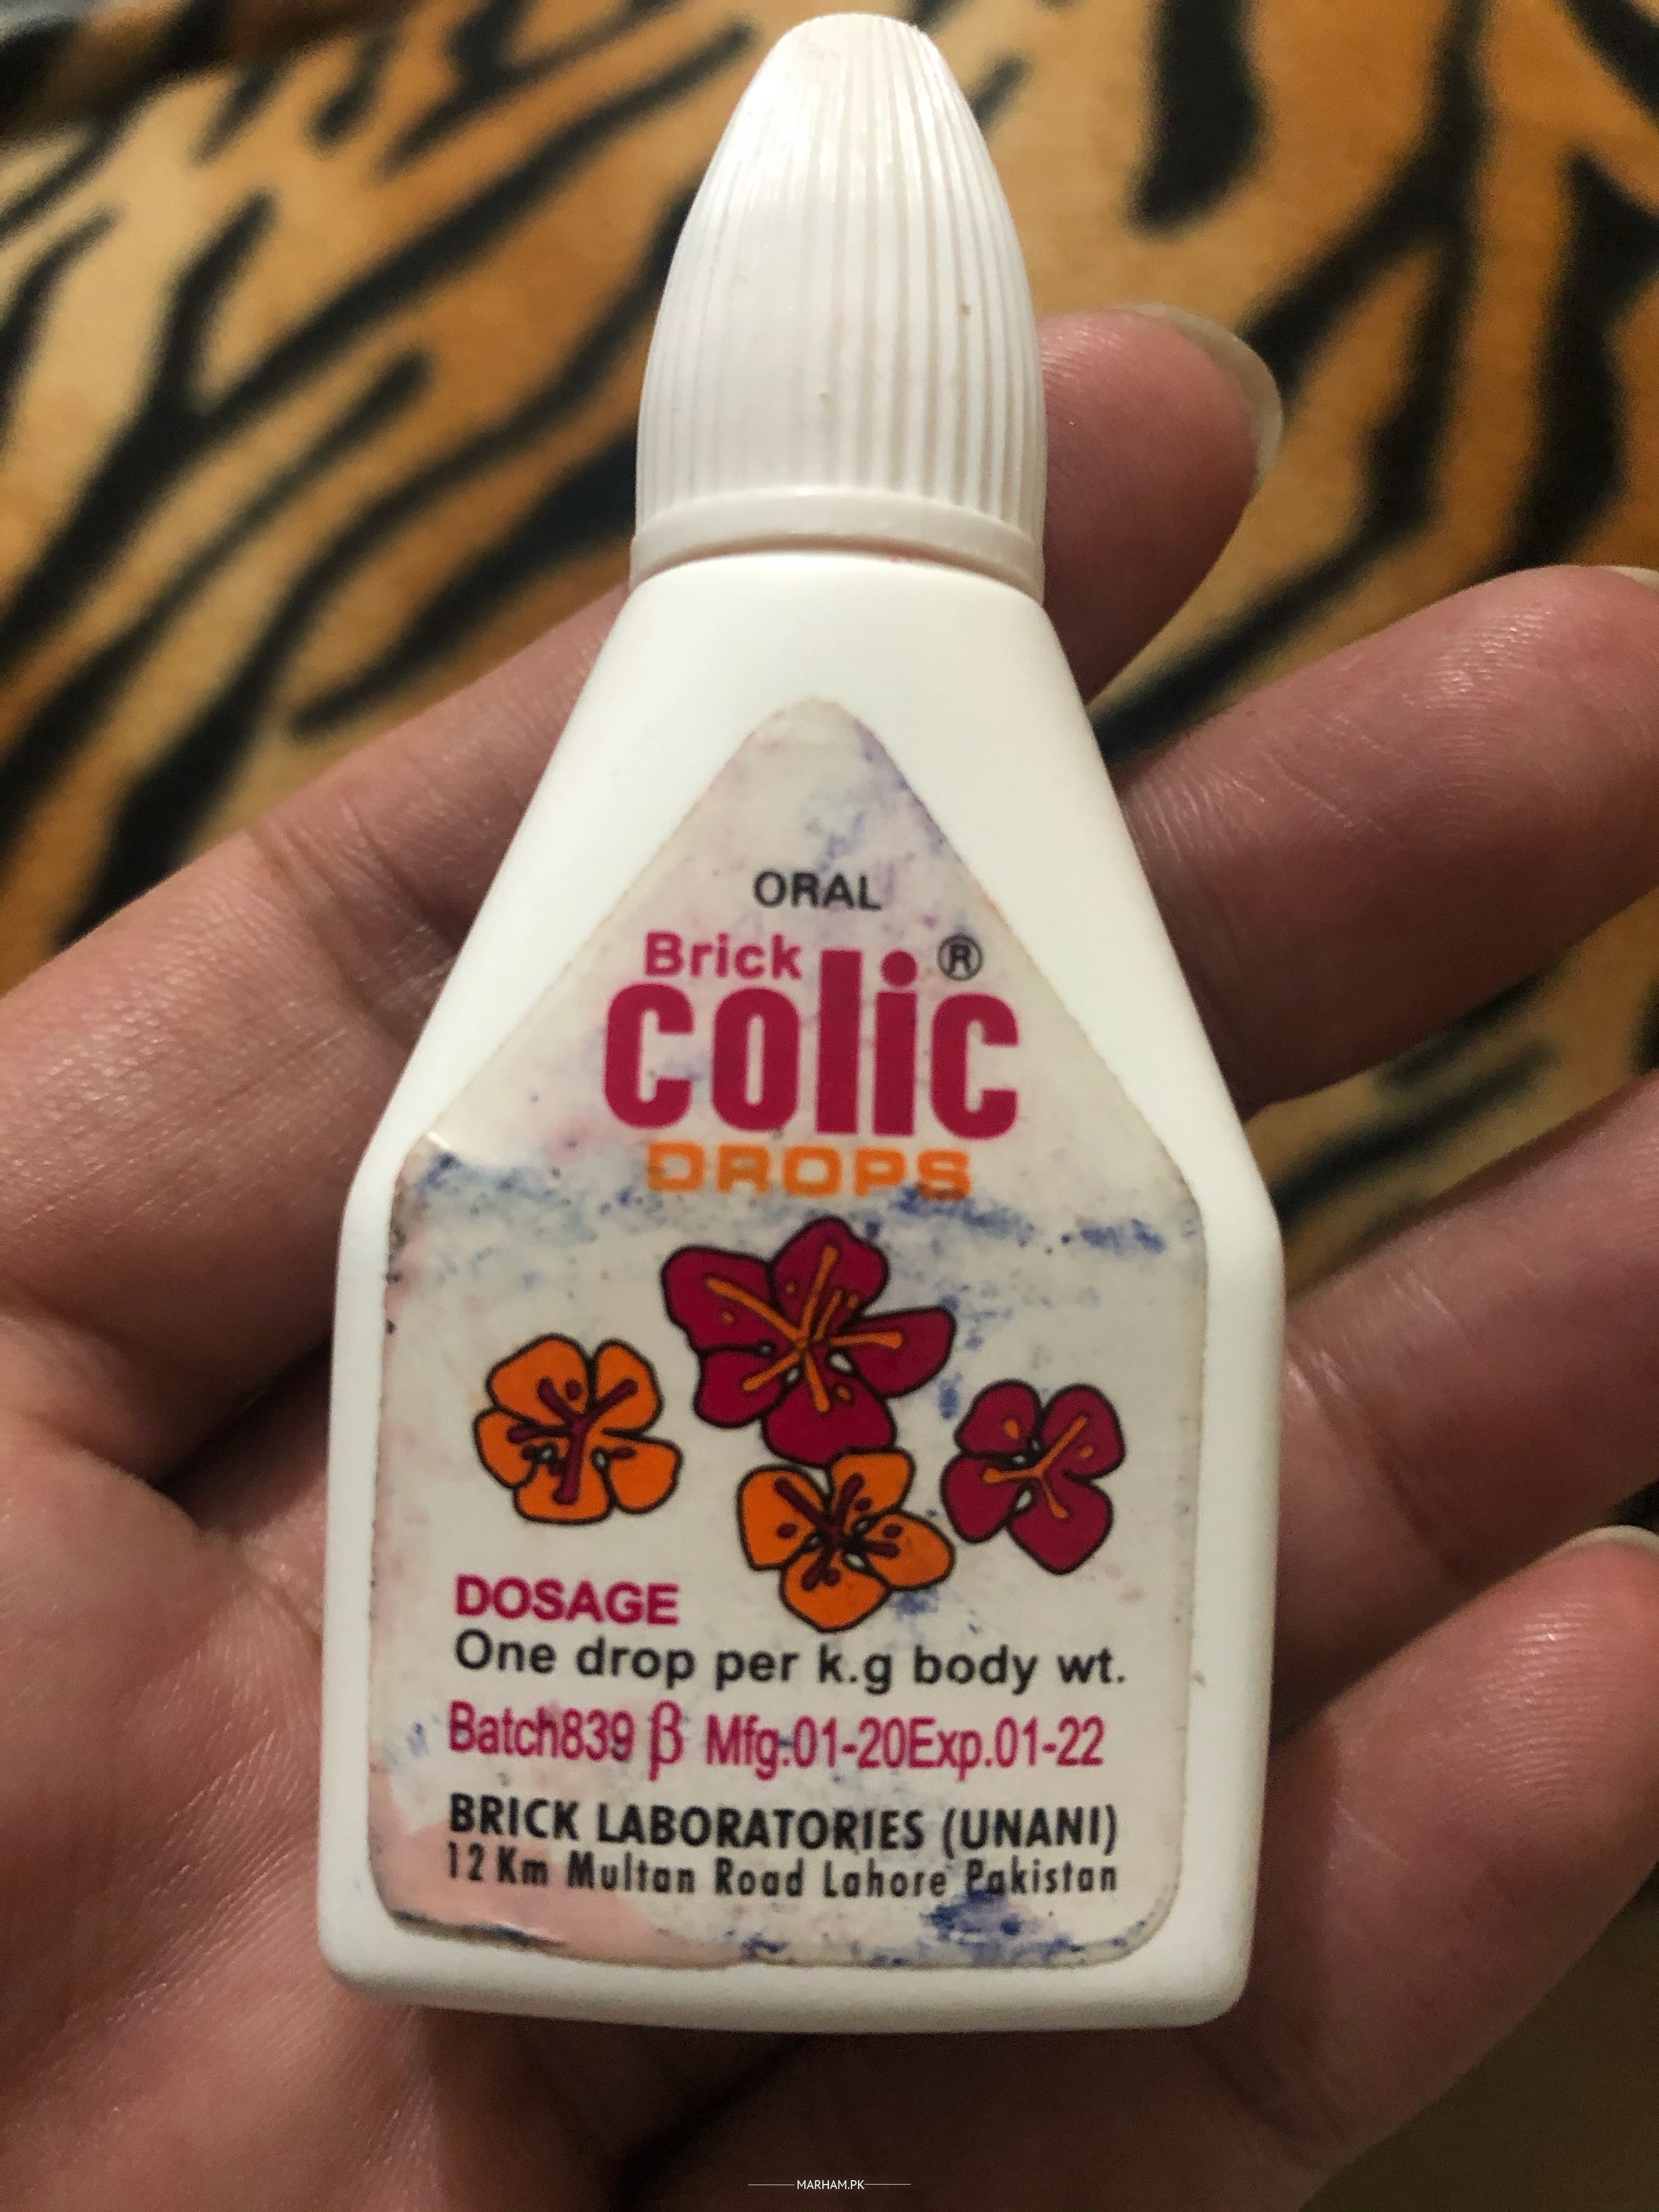 ORAL
Brick colic ®
DROPS
DOSAGE
One drop per k.g body wt.
Batch839 β Mfg.01-20Exp.01-22
BRICK LABORATORIES (UNANI)
12 Km Multan Road Lahore Pakistan
MARHAM.PK